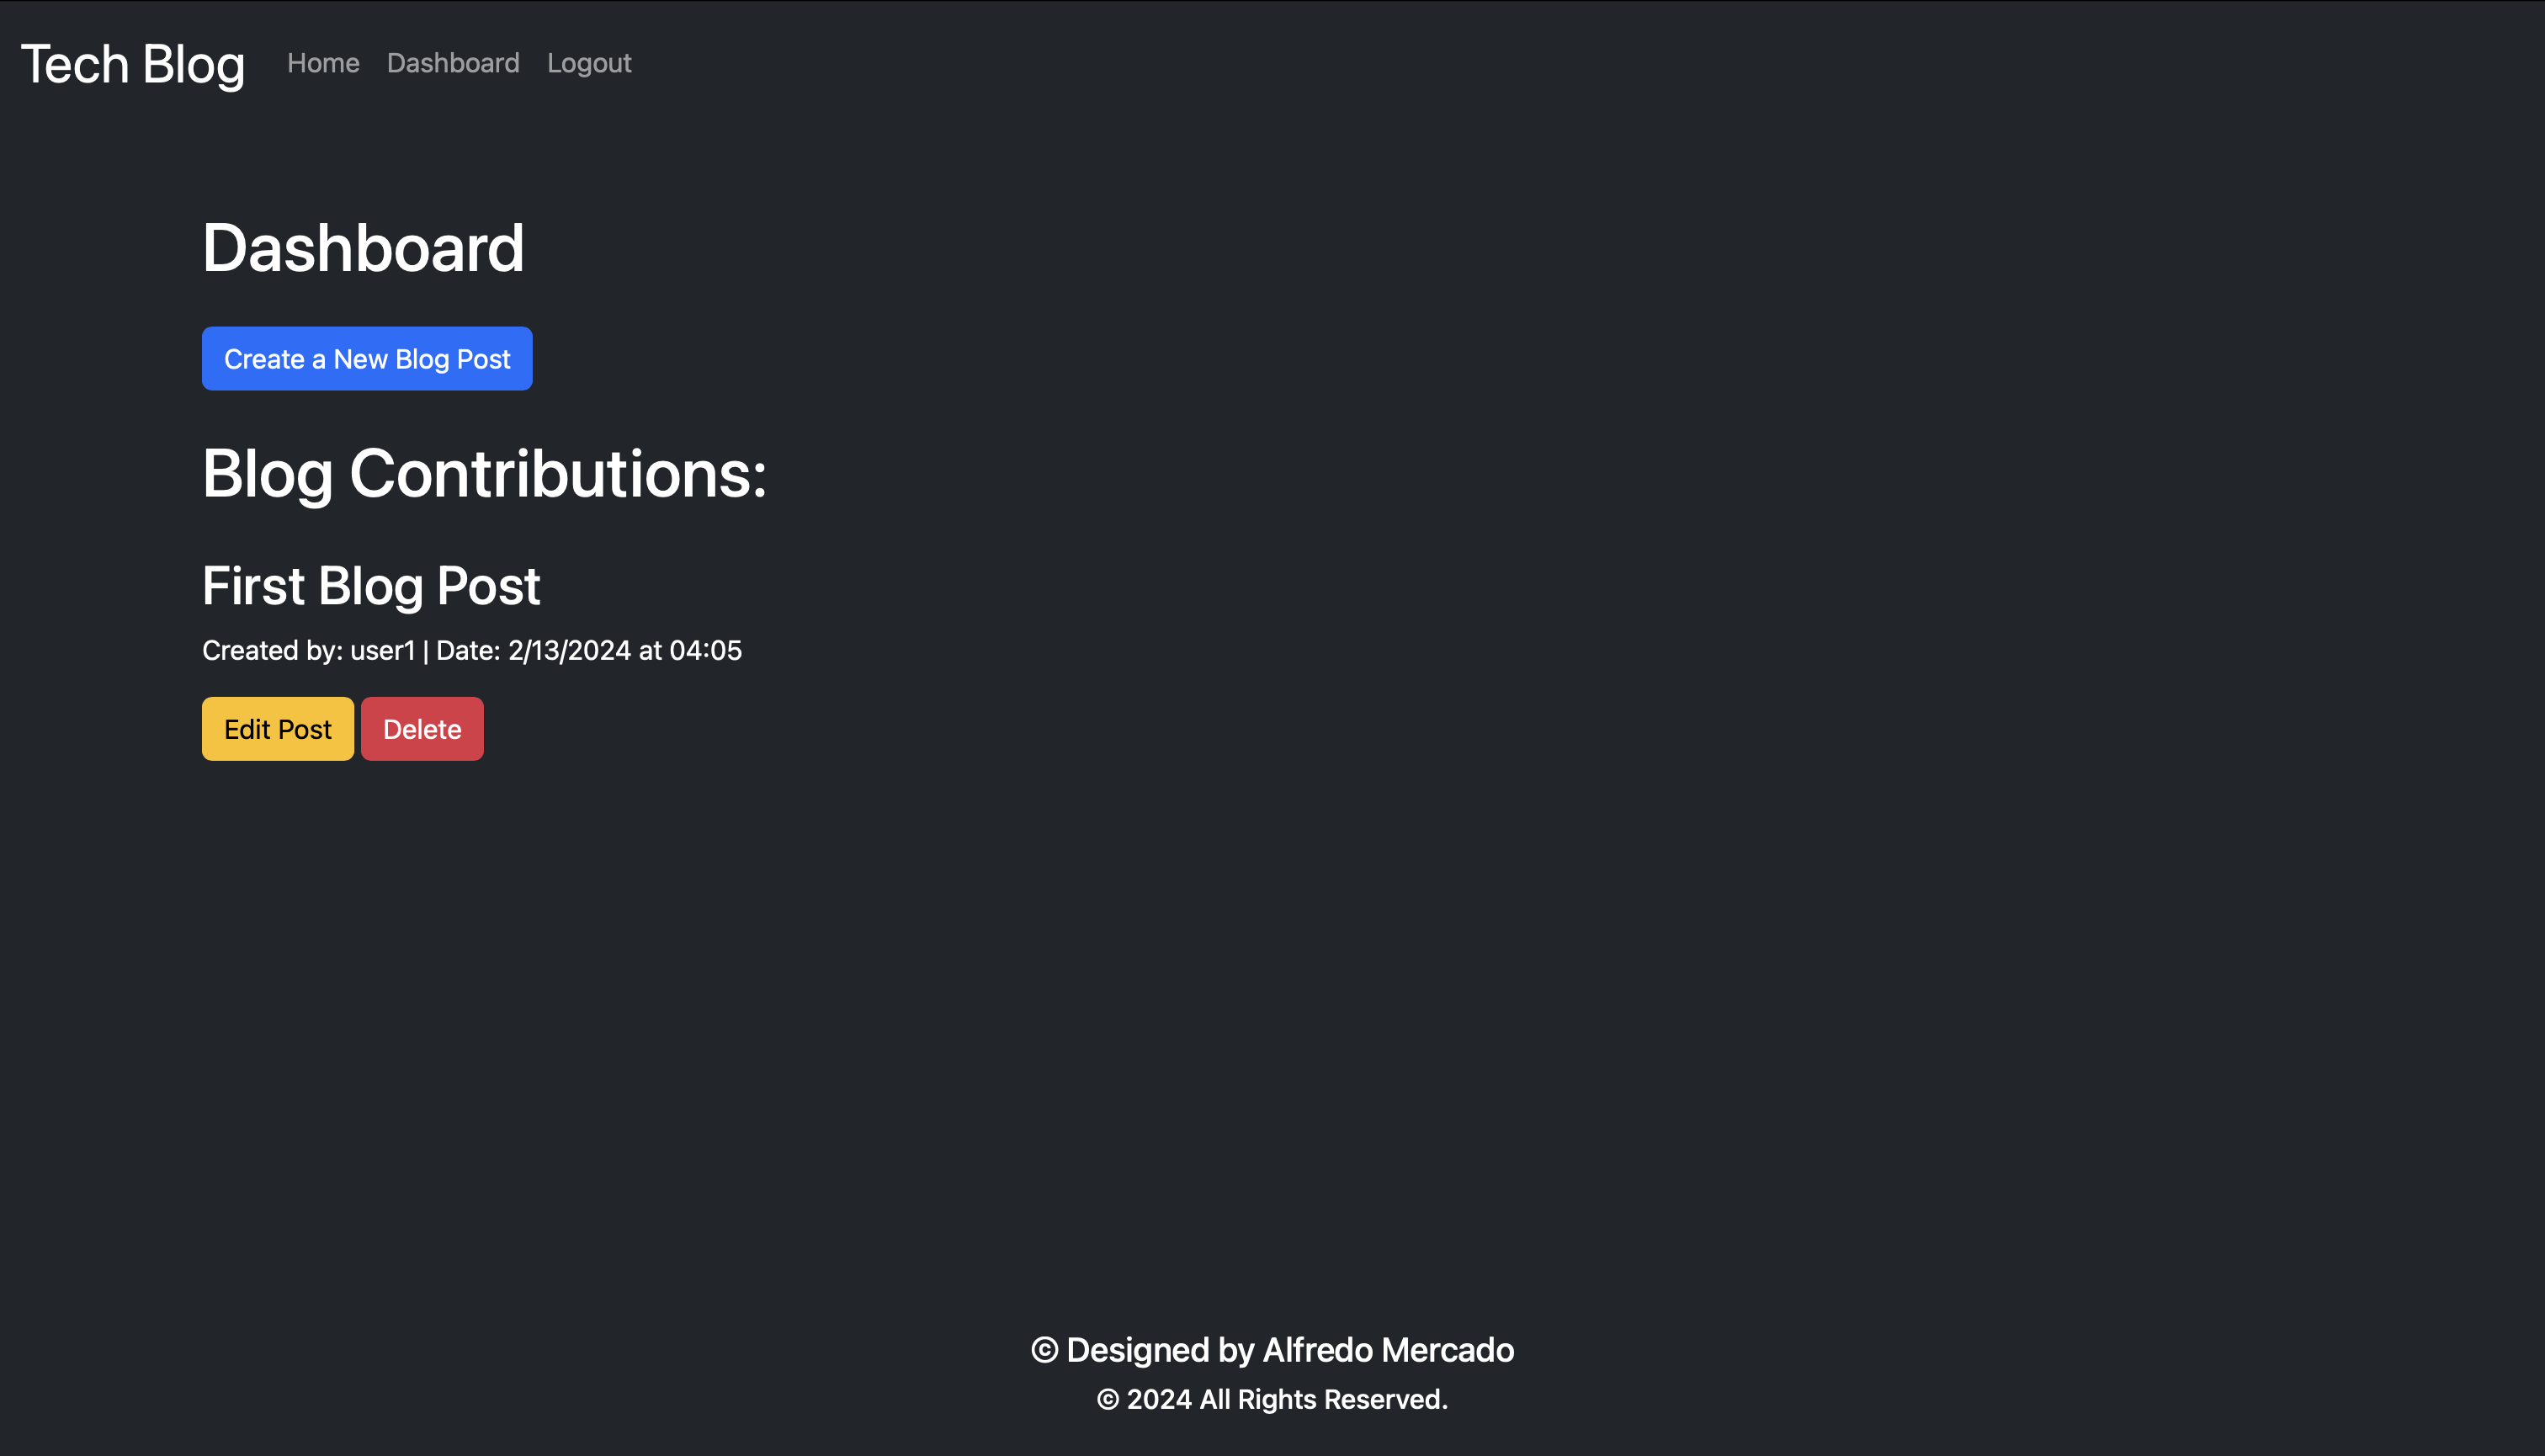 Tech Blog Home Dashboard Logout
Dashboard
Create a New Blog Post
Blog Contributions:
First Blog Post
Created by: user1 | Date: 2/13/2024 at 04:05
Edit Post Delete
© Designed by Alfredo Mercado
© 2024 All Rights Reserved.